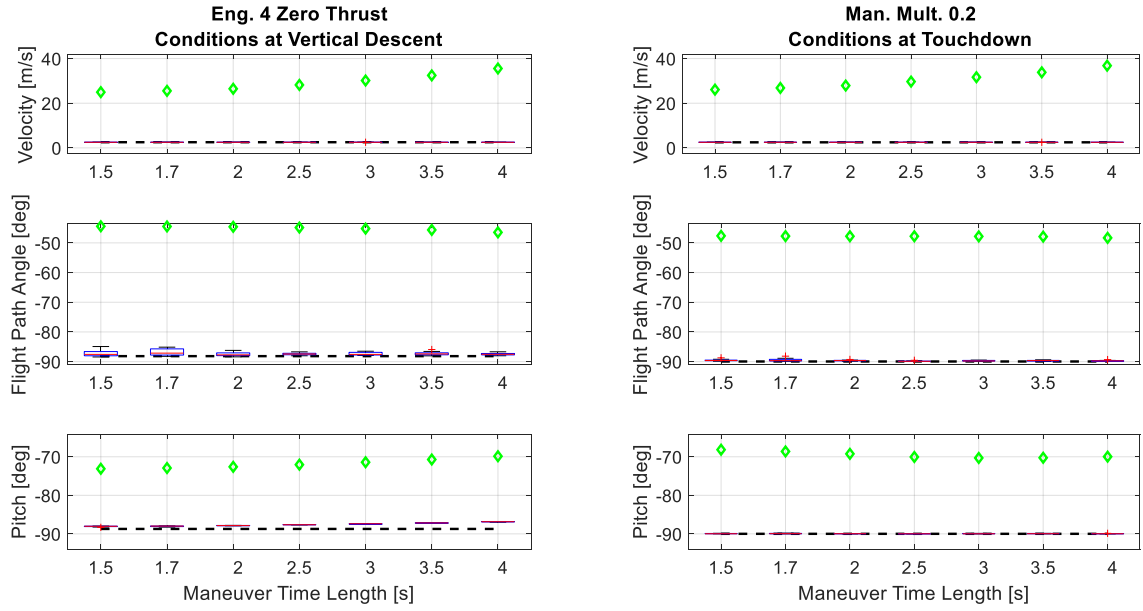 Eng. 4 Zero Thrust
Conditions at Vertical Descent
Velocity [m/s]
40
20
0
1.5 1.7 2 2.5 3 3.5 4
Flight Path Angle [deg]
-50
-60
-70
-80
-90
1.5 1.7 2 2.5 3 3.5 4
Pitch [deg]
-70
-80
-90
1.5 1.7 2 2.5 3 3.5 4
Maneuver Time Length [s]
Man. Mult. 0.2
Conditions at Touchdown
Velocity [m/s]
40
20
0
1.5 1.7 2 2.5 3 3.5 4
Flight Path Angle [deg]
-50
-60
-70
-80
-90
1.5 1.7 2 2.5 3 3.5 4
Pitch [deg]
-70
-80
-90
1.5 1.7 2 2.5 3 3.5 4
Maneuver Time Length [s]